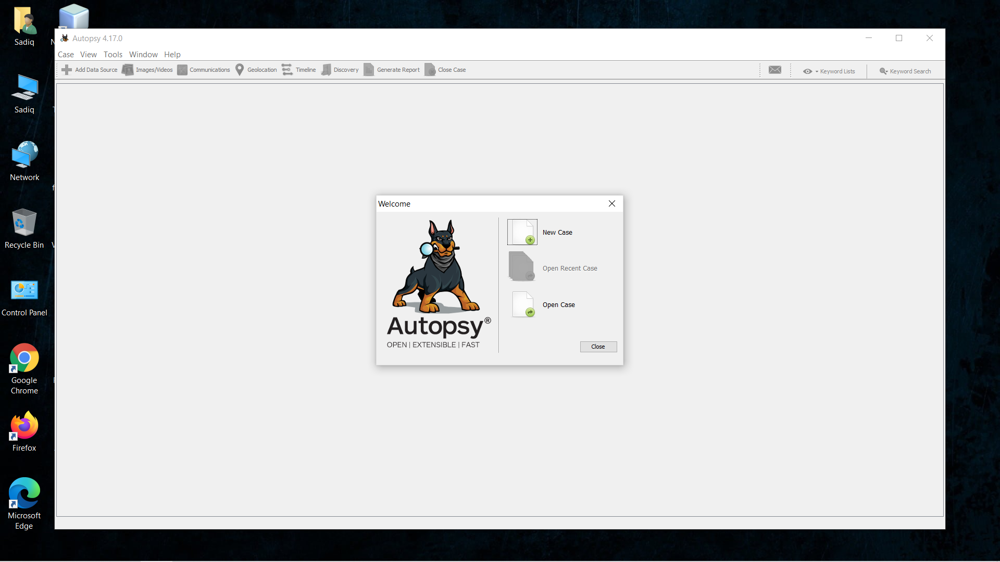 Sadiq
Autopsy 4.17.0
Case View Tools Window Help
Add Data Source Images/Videos Communications Geolocation Timeline Discovery Generate Report Close Case Keyword Lists Keyword Search
Sadiq
Network
Recycle Bin
Control Panel
Google
Chrome
Firefox
Microsoft
Edge
Welcome
New Case
Open Recent Case
Open Case
Autopsy®
OPEN | EXTENSIBLE | FAST
Close